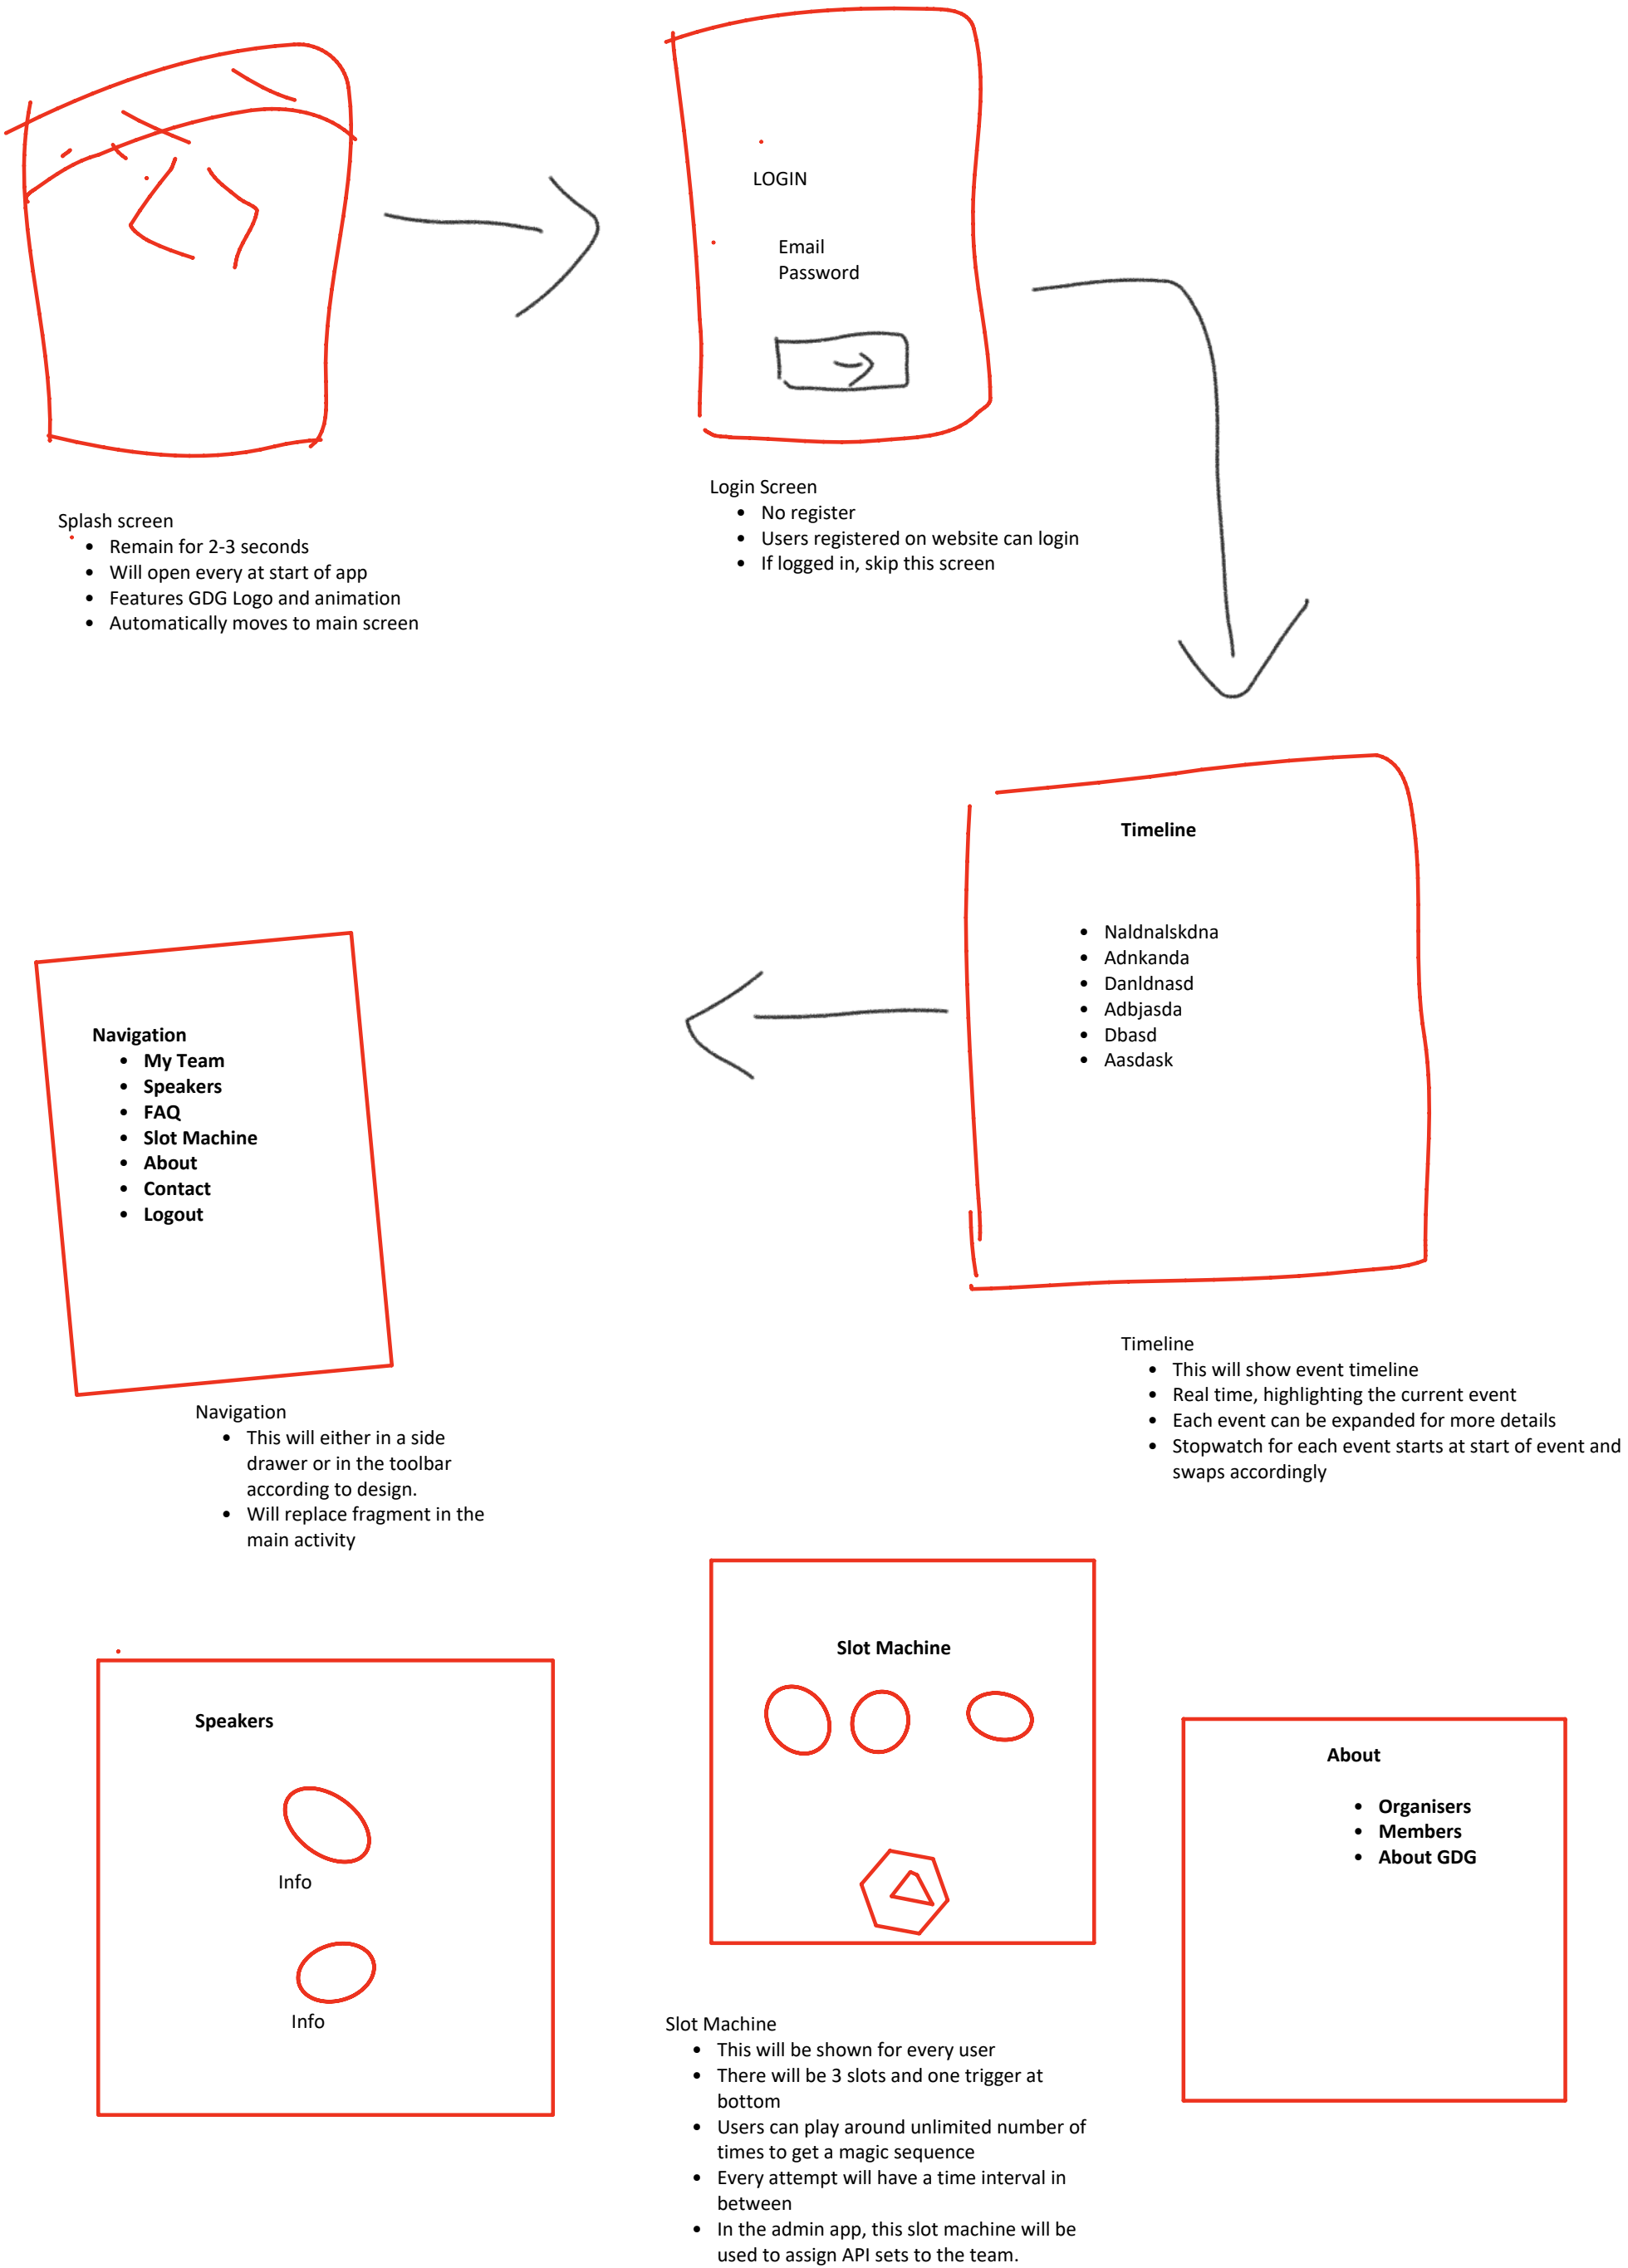 LOGIN
Email
Password
Splash screen
• Remain for 2-3 seconds
• Will open every at start of app
• Features GDG Logo and animation
• Automatically moves to main screen
Login Screen
• No register
• Users registered on website can login
• If logged in, skip this screen
Timeline
• Naldnalskdna
• Adnkanda
• Danldnasd
• Adbjasda
• Dbasd
• Aasdask
Navigation
• My Team
• Speakers
• FAQ
• Slot Machine
• About
• Contact
• Logout
Timeline
• This will show event timeline
• Real time, highlighting the current event
• Each event can be expanded for more details
• Stopwatch for each event starts at start of event and
swaps accordingly
Navigation
• This will either in a side
drawer or in the toolbar
according to design.
• Will replace fragment in the
main activity
Speakers
Info
Info
Slot Machine
About
• Organisers
• Members
• About GDG
Slot Machine
• This will be shown for every user
• There will be 3 slots and one trigger at
bottom
• Users can play around unlimited number of
times to get a magic sequence
• Every attempt will have a time interval in
between
• In the admin app, this slot machine will be
used to assign API sets to the team.